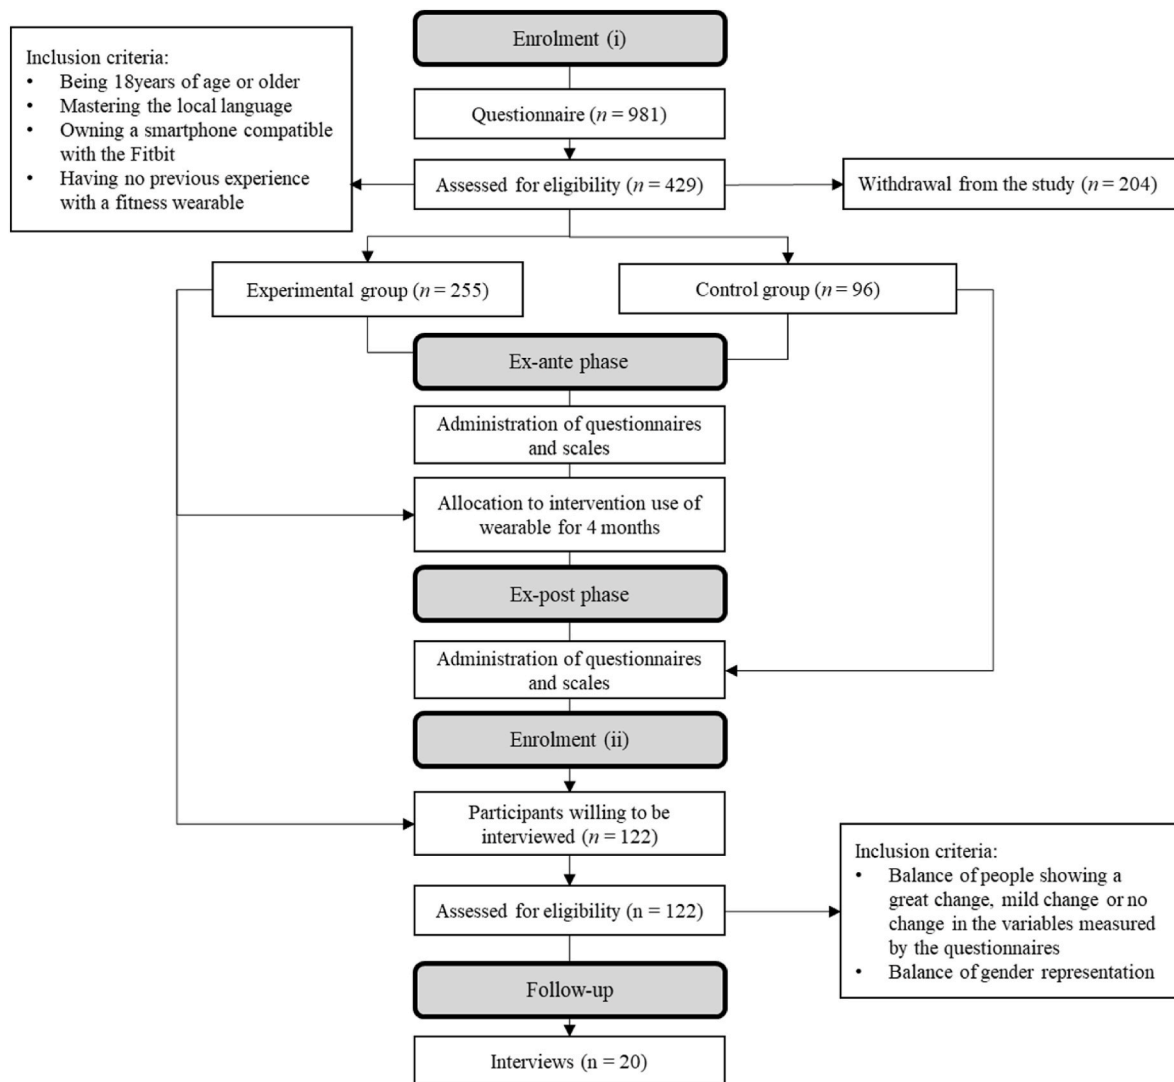 Enrolment (i)
Inclusion criteria:
• Being 18years of age or older
• Mastering the local language
• Owning a smartphone compatible
with the Fitbit
• Having no previous experience
with a fitness wearable
Questionnaire (n = 981)
Assessed for eligibility (n = 429)
Withdrawal from the study (n = 204)
Experimental group (n = 255)
Control group (n = 96)
Ex-ante phase
Administration of questionnaires
and scales
Allocation to intervention use of
wearable for 4 months
Ex-post phase
Administration of questionnaires
and scales
Enrolment (ii)
Participants willing to be
interviewed (n = 122)
Assessed for eligibility (n = 122)
Inclusion criteria:
• Balance of people showing a
great change, mild change or no
change in the variables measured
by the questionnaires
• Balance of gender representation
Follow-up
Interviews (n = 20)